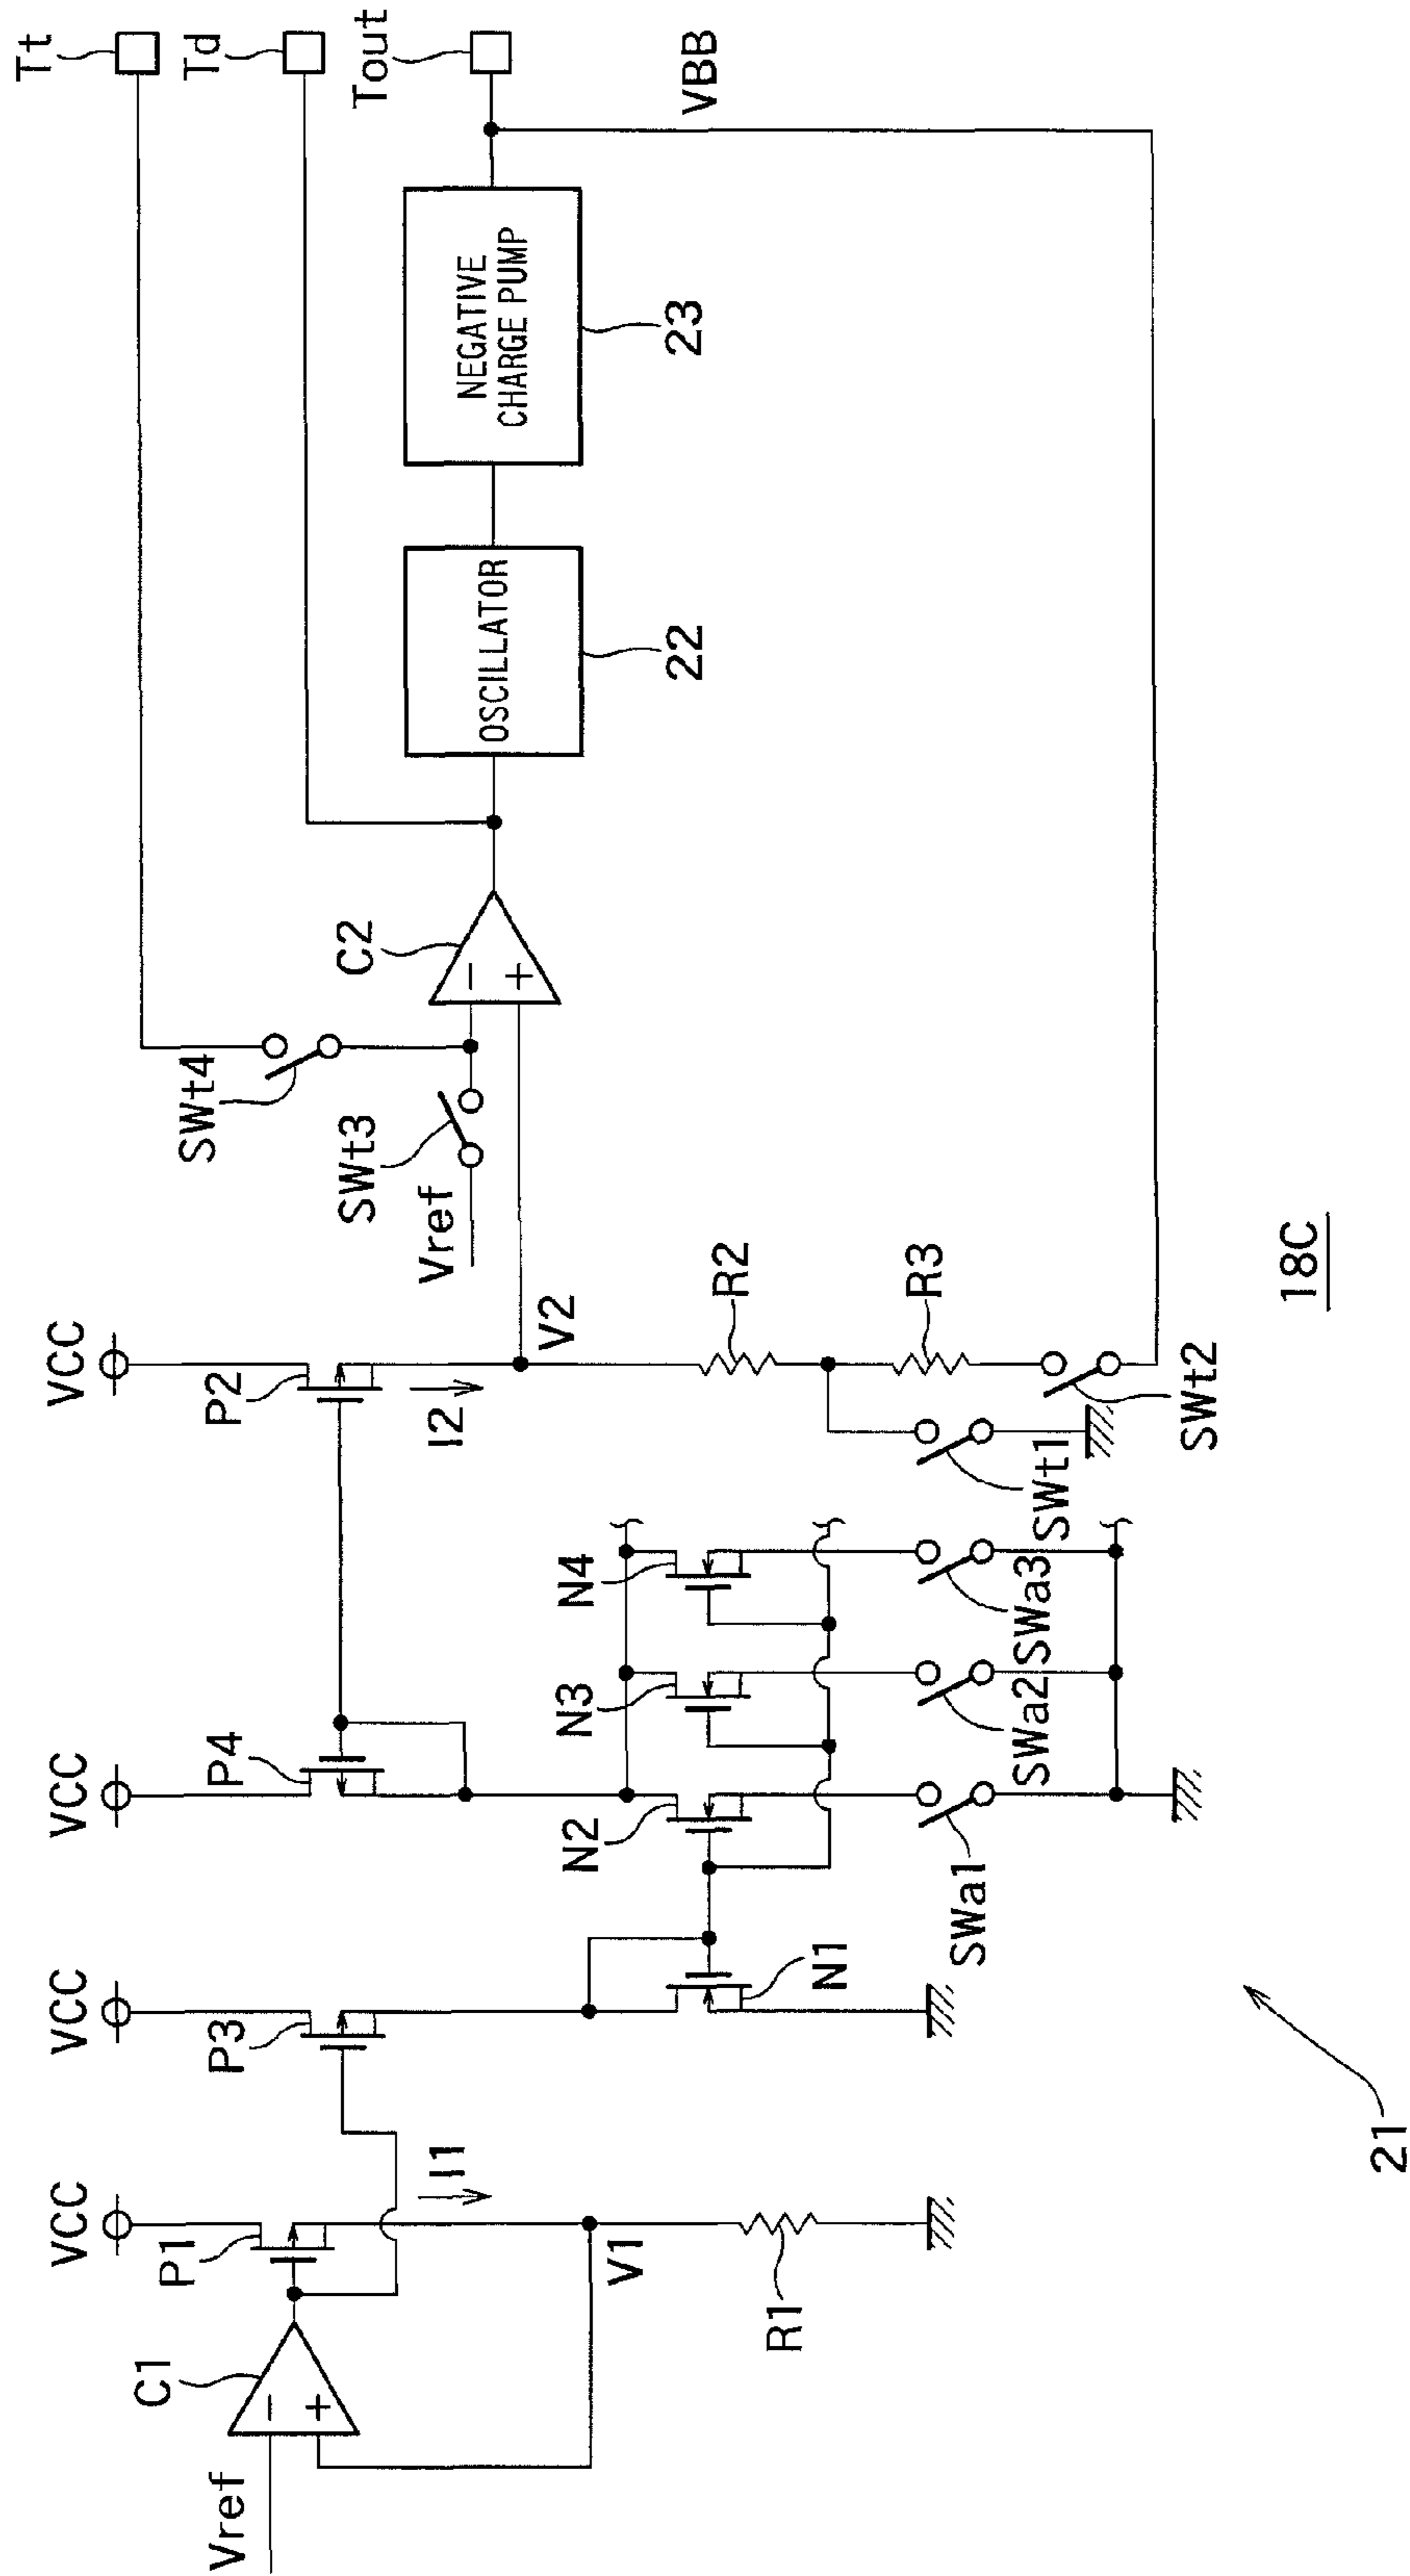 Tt
Td
Tout
VBB
NEGATIVE
CHARGE PUMP
23
OSCILLATOR
22
C2
SWt4
SWt3
Vref
VCC
P2
I2
V2
R2
R3
SWt1
SWt2
VCC
P4
N2
N3
N4
SWa1
SWa2
SWa3
VCC
P3
N1
VCC
P1
I1
C1
V1
R1
Vref
21
18C